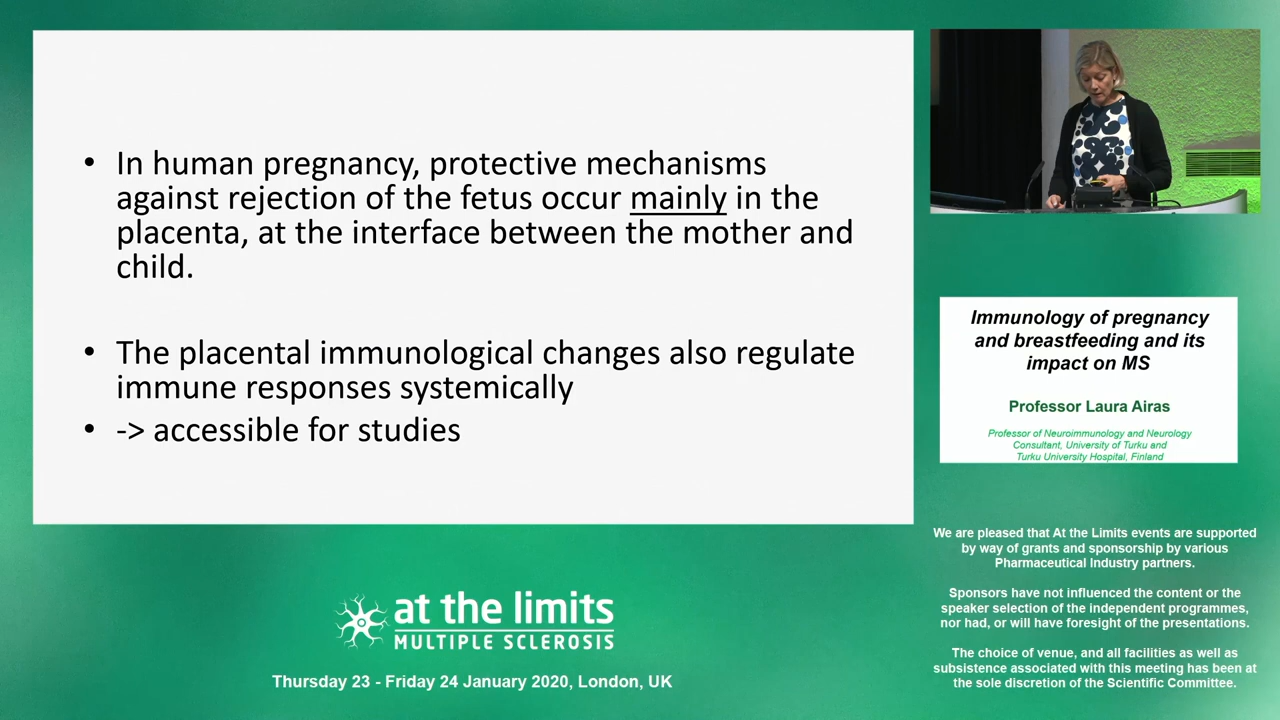 • In human pregnancy, protective mechanisms
against rejection of the fetus occur mainly in the
placenta, at the interface between the mother and
child.
• The placental immunological changes also regulate
immune responses systemically
• -> accessible for studies
Immunology of pregnancy
and breastfeeding and its
impact on MS
Professor Laura Airas
Professor of Neuroimmunology and Neurology
Consultant, University of Turku and
Turku University Hospital, Finland
We are pleased that At the Limits events are supported
by way of grants and sponsorship by various
Pharmaceutical Industry partners.
Sponsors have not influenced the content or the
speaker selection of the independent programmes,
nor had, or will have foresight of the presentations.
The choice of venue, and all facilities as well as
subsistence associated with this meeting has been at
the sole discretion of the Scientific Committee.
at the limits
MULTIPLE SCLEROSIS
Thursday 23 - Friday 24 January 2020, London, UK